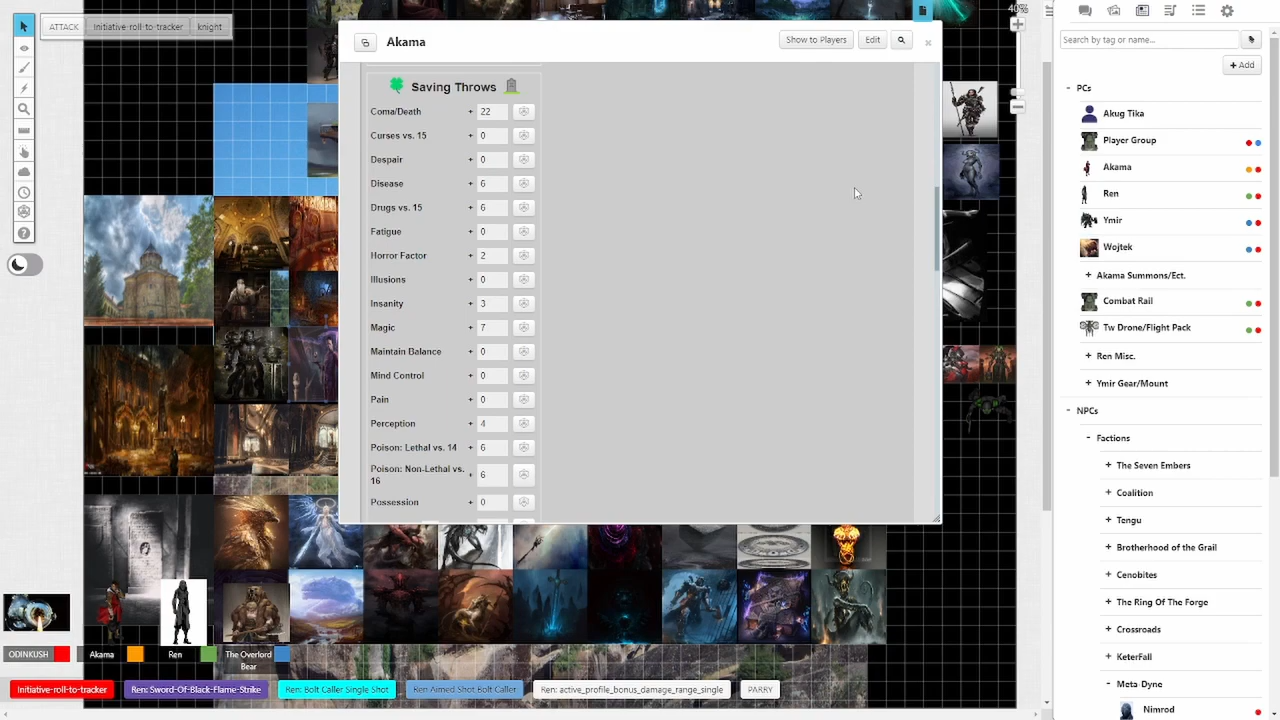 40%
ATTACK
Initiative-roll-to-tracker
knight
Akama
Show to Players
Edit
Search by tag or name...
+ Add
Saving Throws
Coma/Death + 22
Curses vs. 15 + 0
Despair + 0
Disease + 6
Drugs vs. 15 + 6
Fatigue + 0
Horror Factor + 2
Illusions + 0
Insanity + 3
Magic + 7
Maintain Balance + 0
Mind Control + 0
Pain + 0
Perception + 4
Poison: Lethal vs. 14 + 6
Poison: Non-Lethal vs.
16 + 6
Possession + 0
PCs
Akug Tika
Player Group
Akama
Ren
Ymir
Wojtek
+ Akama Summons/Ect.
Combat Rail
Tw Done/Flight Pack
+ Ren Misc.
+ Ymir Gear/Mount
NPCs
Factions
+ The Seven Embers
+ Coalition
+ Tongu
+ Brotherhood of the Grail
+ Cenobites
+ The Ring Of The Forge
+ Crossroads
+ KeterFall
- Meta Dyne
Nimrod
ODINKUSH
Akama
Ren
The Overlord
Bear
Initiative-roll-to-tracker
Ren: Sword-Of-Black-Flame-Strike
Ren: Bolt Caller Single Shot
Ren Aimed Shot Bolt Caller
Ren: active_profile_bonus_damage_range_single
PARRY